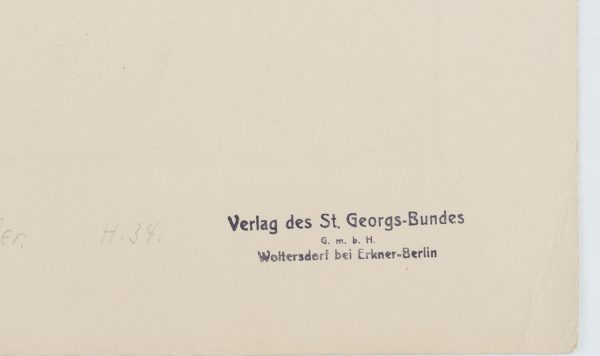 Verlag des St. Georgs-Bundes
G. m. b. H.
Woltersdorf bei Erkner-Berlin
H.34.